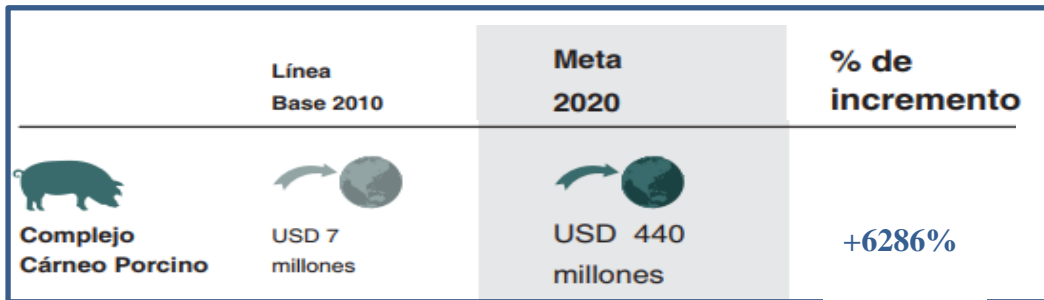 Línea
Base 2010
Meta
2020
% de
incremento
Complejo
Cárneo Porcino
USD 7
millones
USD 440
millones
+6286%